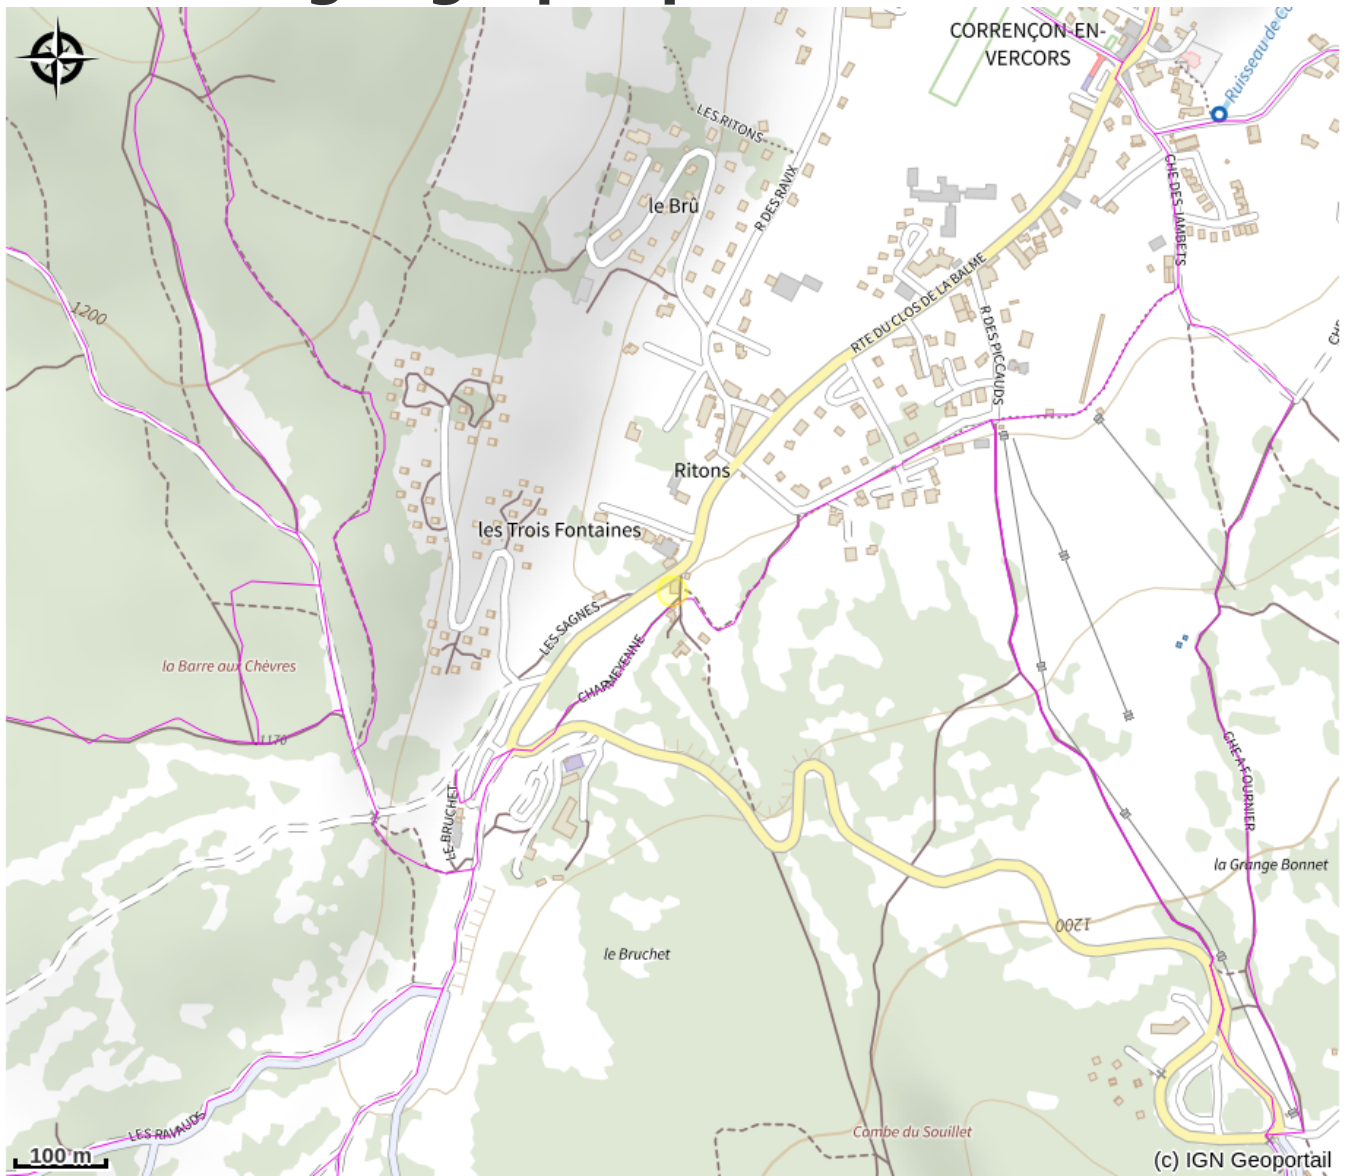 CORRENÇON-EN-
VERCORS
Ruisseau de Co
LES RITONS
le Brû
R DES RAVIX
CHE DES JAMBETS
RTE DU CLOS DE LA BALME
R DES PICCAUDS
1200
Ritons
les Trois Fontaines
LES SAGNES
CHARMEYENNE
la Barre aux Chèvres
1170
LE BRUCHET
CHE A FOURNIER
la Grange Bonnet
1200
le Bruchet
LES RAVAUDS
Combe du Souillet
100 m
(c) IGN Geoportail